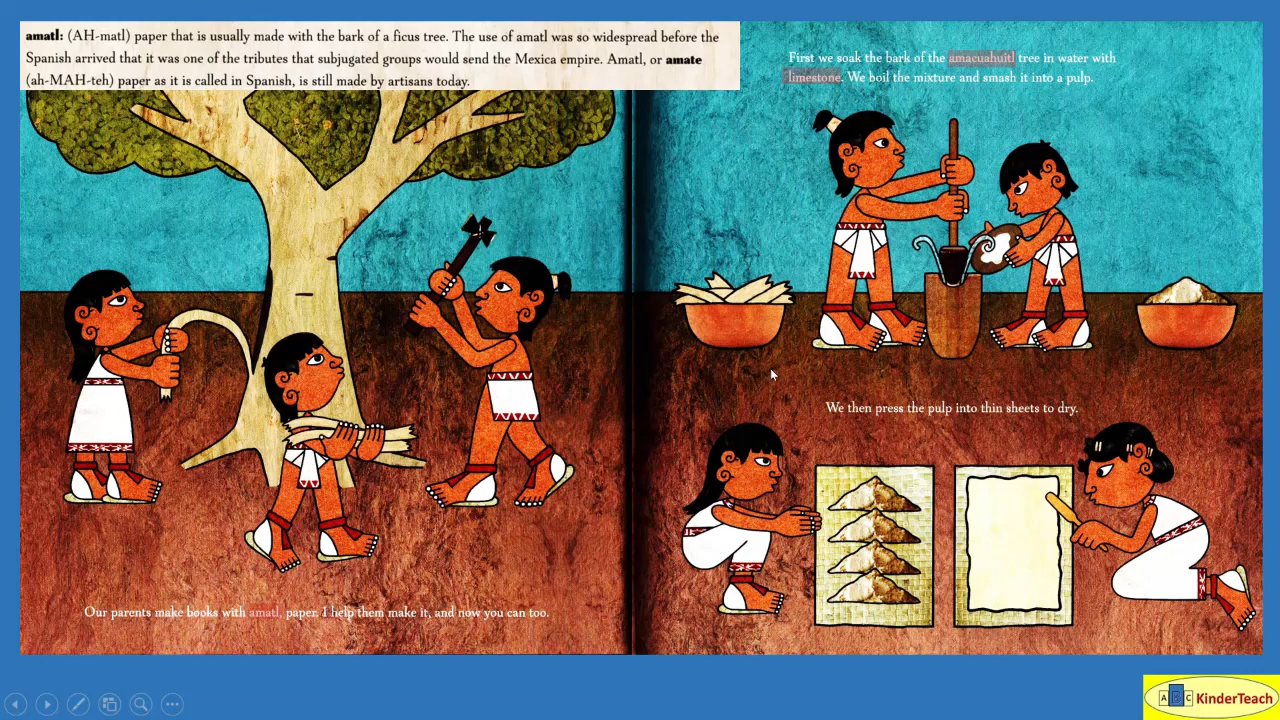 amatl: (AH-matl) paper that is usually made with the bark of a ficus tree. The use of amatl was so widespread before the
Spanish arrived that it was one of the tributes that subjugated groups would send the Mexica empire. Amatl, or amate
(ah-MAH-teh) paper as it is called in Spanish, is still made by artisans today.
Our parents make books with amatl, paper. I help them make it, and now you can too.
First we soak the bark of the amacuahuitl tree in water with
limestone. We boil the mixture and smash it into a pulp.
We then press the pulp into thin sheets to dry.
A B C KinderTeach